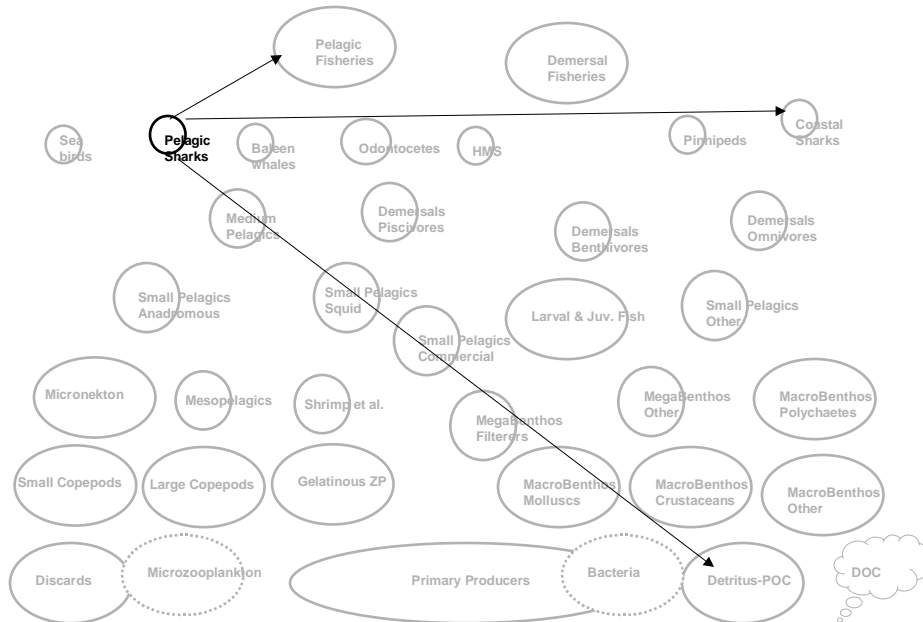 Pelagic
Fisheries
Demersal
Fisheries
Sea
birds
Pelagic
Sharks
Baleen
whales
Odontocetes
HMS
Pinnipeds
Coastal
Sharks
Medium
Pelagics
Demersals
Piscivores
Demersals
Benthivores
Demersals
Omnivores
Small Pelagics
Anadromous
Small Pelagics
Squid
Small Pelagics
Commercial
Larval & Juv. Fish
Small Pelagics
Other
Micronekton
Mesopelagics
Shrimp et al.
MegaBenthos
Filterers
MegaBenthos
Other
MacroBenthos
Polychaetes
Small Copepods
Large Copepods
Gelatinous ZP
MacroBenthos
Molluscs
MacroBenthos
Crustaceans
MacroBenthos
Other
Discards
Microzooplankton
Primary Producers
Bacteria
Detritus-POC
DOC